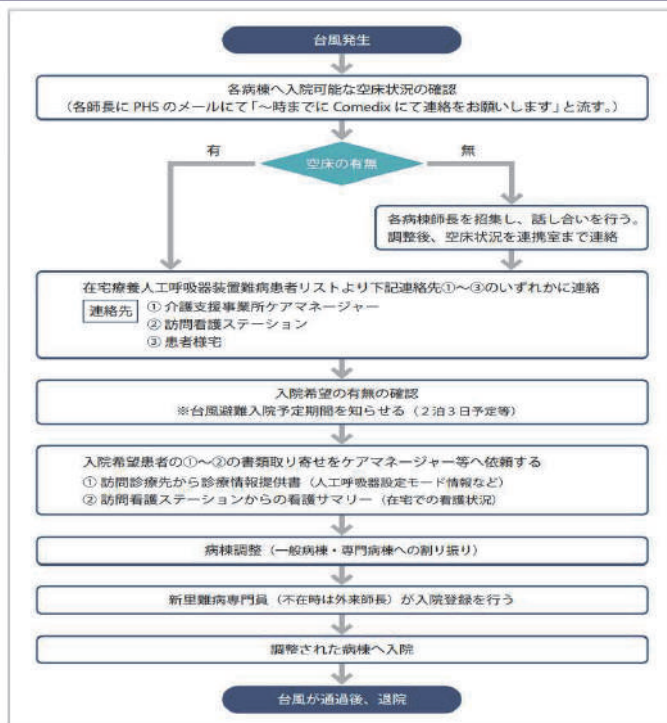 台風発生
各病棟へ入院可能な空床状況の確認
（各師長に PHS のメールにて「～時までに Comedix にて連絡をお願いします」と流す。）
有
空床の有無
無
各病棟師長を招集し、話し合いを行う。
調整後、空床状況を連携室まで連絡
在宅療養人工呼吸器装置難病患者リストより下記連絡先①～③のいずれかに連絡
連絡先
① 介護支援事業所ケアマネージャー
② 訪問看護ステーション
③ 患者様宅
入院希望の有無の確認
※台風避難入院予定期間を知らせる（２泊３日予定等）
入院希望患者の①～②の書類取り寄せをケアマネージャー等へ依頼する
① 訪問診療先から診療情報提供書（人工呼吸器設定モード情報など）
② 訪問看護ステーションからの看護サマリー（在宅での看護状況）
病棟調整（一般病棟・専門病棟への割り振り）
新里難病専門員（不在時は外来師長）が入院登録を行う
調整された病棟へ入院
台風が通過後、退院